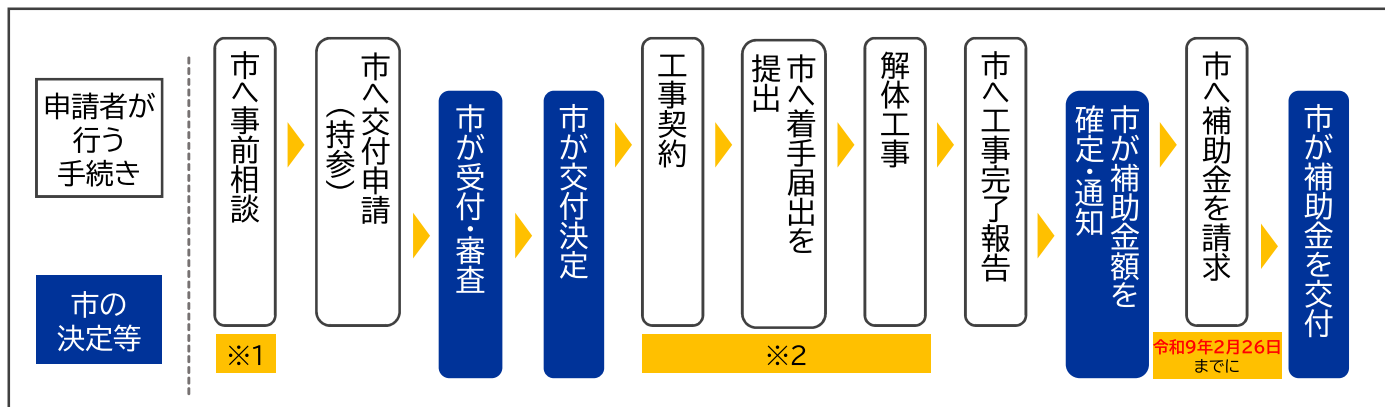 申請者が
行う
手続き
市の
決定等
市へ事前相談
※1
市へ交付申請
（持参）
市が受付・審査
市が交付決定
工事契約
市へ着手届出を
提出
解体工事
※2
市へ工事完了報告
市が補助金額を
確定・通知
市へ補助金を請求
令和9年2月26日
までに
市が補助金を交付